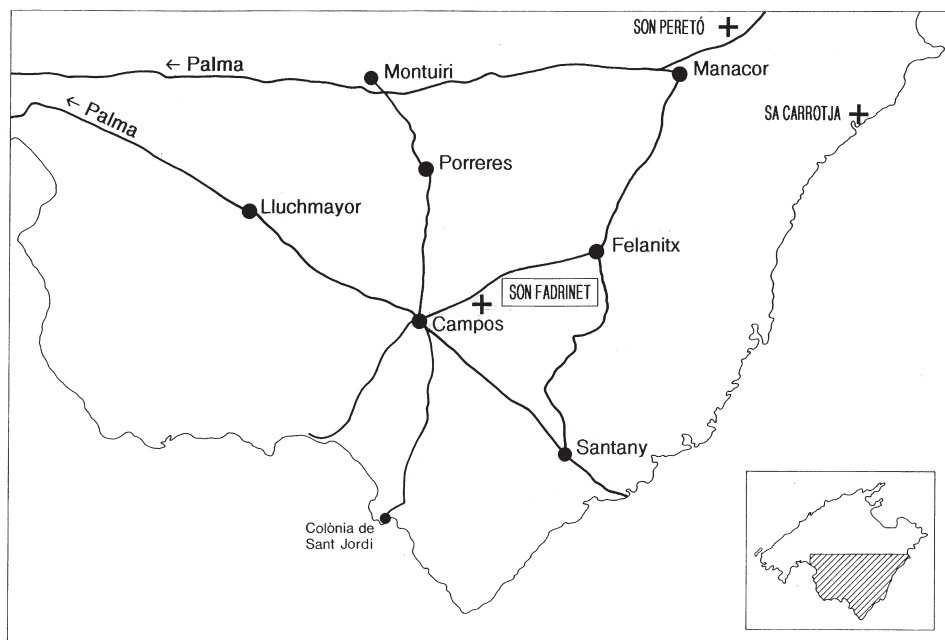 SON PERETÓ
← Palma
Montuiri
Manacor
← Palma
SA CARROTJA
Porreres
Lluchmayor
Felanitx
SON FADRINET
Campos
Santany
Colònia de
Sant Jordi